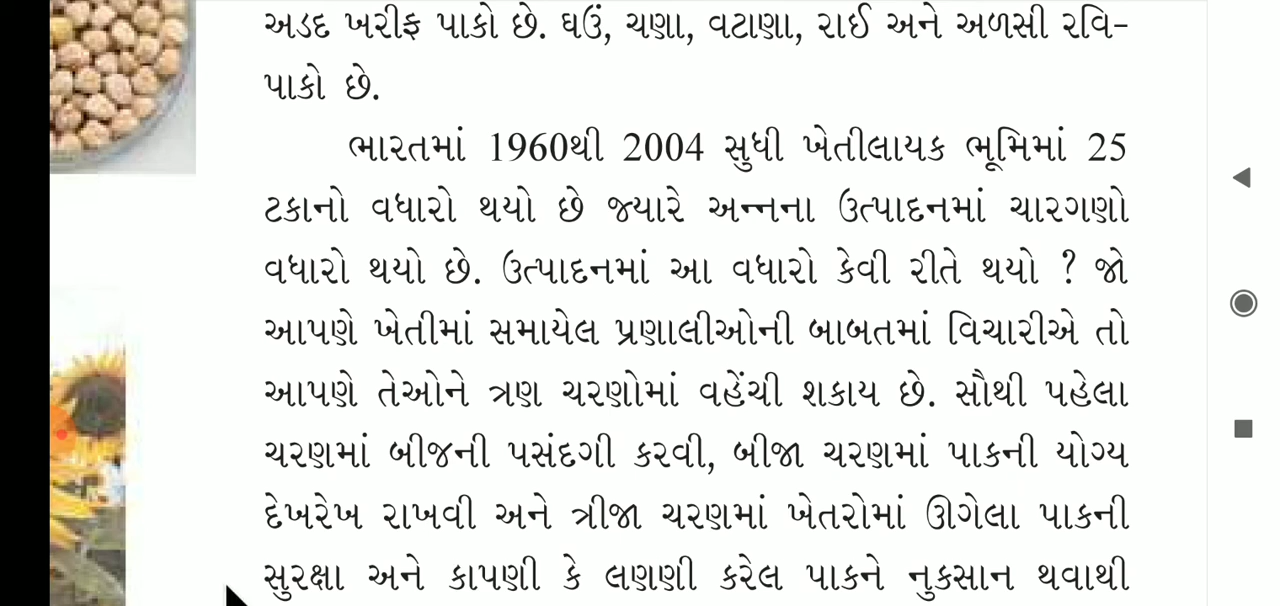 અડદ ખરીફ પાકો છે. ઘઉં, ચણા, વટાણા, રાઈ અને અળસી રવિ-
પાકો છે.
ભારતમાં 1960થી 2004 સુધી ખેતીલાયક ભૂમિમાં 25
ટકાનો વધારો થયો છે જ્યારે અન્નના ઉત્પાદનમાં ચારગણો
વધારો થયો છે. ઉત્પાદનમાં આ વધારો કેવી રીતે થયો ? જો
આપણે ખેતીમાં સમાયેલ પ્રણાલીઓની બાબતમાં વિચારીએ તો
આપણે તેઓને ત્રણ ચરણોમાં વહેંચી શકાય છે. સૌથી પહેલા
ચરણમાં બીજની પસંદગી કરવી, બીજા ચરણમાં પાકની યોગ્ય
દેખરેખ રાખવી અને ત્રીજા ચરણમાં ખેતરોમાં ઊગેલા પાકની
સુરક્ષા અને કાપણી કે લણણી કરેલ પાકને નુકસાન થવાથી